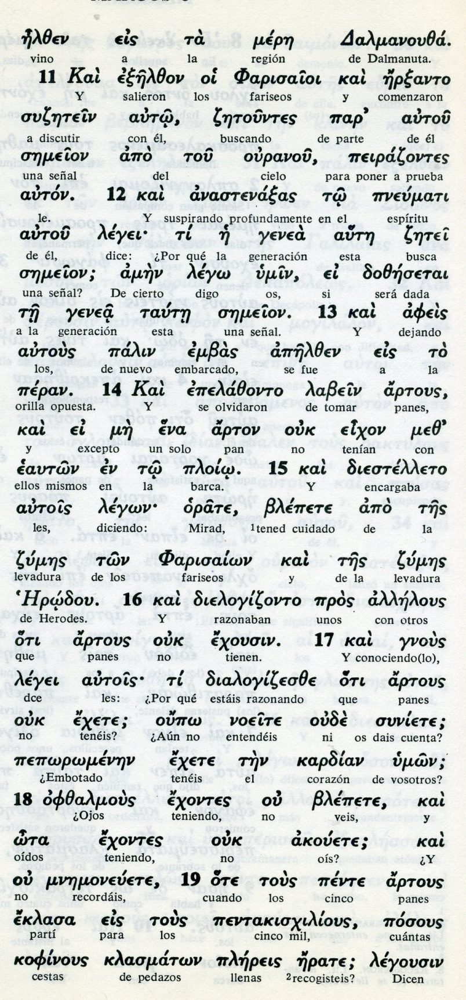 ἦλθεν εἰς τὰ μέρη Δαλμανουθά.
vino a la región de Dalmanuta.
11 Καὶ ἐξῆλθον οἱ Φαρισαῖοι καὶ ἤρξαντο
Y salieron los fariseos y comenzaron
συζητεῖν αὐτῷ, ζητοῦντες παρ' αὐτοῦ
a discutir con él, buscando de parte de él
σημεῖον ἀπὸ τοῦ οὐρανοῦ, πειράζοντες
una señal del cielo para poner a prueba
αὐτόν. 12 καὶ ἀναστενάξας τῷ πνεύματι
le. Y suspirando profundamente en el espíritu
αὐτοῦ λέγει· τί ἡ γενεὰ αὕτη ζητεῖ
de él, dice: ¿Por qué la generación esta busca
σημεῖον; ἀμὴν λέγω ὑμῖν, εἰ δοθήσεται
una señal? De cierto digo os, si será dada
τῇ γενεᾷ ταύτῃ σημεῖον. 13 καὶ ἀφεὶς
a la generación esta una señal. Y dejando
αὐτοὺς πάλιν ἐμβὰς ἀπῆλθεν εἰς τὸ
los, de nuevo embarcado, se fue a la
πέραν. 14 Καὶ ἐπελάθοντο λαβεῖν ἄρτους,
orilla opuesta. Y se olvidaron de tomar panes,
καὶ εἰ μὴ ἕνα ἄρτον οὐκ εἶχον μεθ'
y excepto un solo pan no tenían con
ἑαυτῶν ἐν τῷ πλοίῳ. 15 καὶ διεστέλλετο
ellos mismos en la barca. Y encargaba
αὐτοῖς λέγων· ὁρᾶτε, βλέπετε ἀπὸ τῆς
les, diciendo: Mirad, ¹tened cuidado de la
ζύμης τῶν Φαρισαίων καὶ τῆς ζύμης
levadura de los fariseos y de la levadura
Ἡρῴδου. 16 καὶ διελογίζοντο πρὸς ἀλλήλους
de Herodes. Y razonaban unos con otros
ὅτι ἄρτους οὐκ ἔχουσιν. 17 καὶ γνοὺς
que panes no tienen. Y conociendo(lo),
λέγει αὐτοῖς· τί διαλογίζεσθε ὅτι ἄρτους
dce les: ¿Por qué estáis razonando que panes
οὐκ ἔχετε; οὔπω νοεῖτε οὐδὲ συνίετε;
no tenéis? ¿Aún no entendéis ni os dais cuenta?
πεπωρωμένην ἔχετε τὴν καρδίαν ὑμῶν;
¿Embotado tenéis el corazón de vosotros?
18 ὀφθαλμοὺς ἔχοντες οὐ βλέπετε, καὶ
¿Ojos teniendo, no veis, y
ὦτα ἔχοντες οὐκ ἀκούετε; καὶ
oídos teniendo, no oís? ¿Y
οὐ μνημονεύετε, 19 ὅτε τοὺς πέντε ἄρτους
no recordáis, cuando los cinco panes
ἔκλασα εἰς τοὺς πεντακισχιλίους, πόσους
partí para los cinco mil, cuántas
κοφίνους κλασμάτων πλήρεις ἤρατε; λέγουσιν
cestas de pedazos llenas ²recogisteis? Dicen